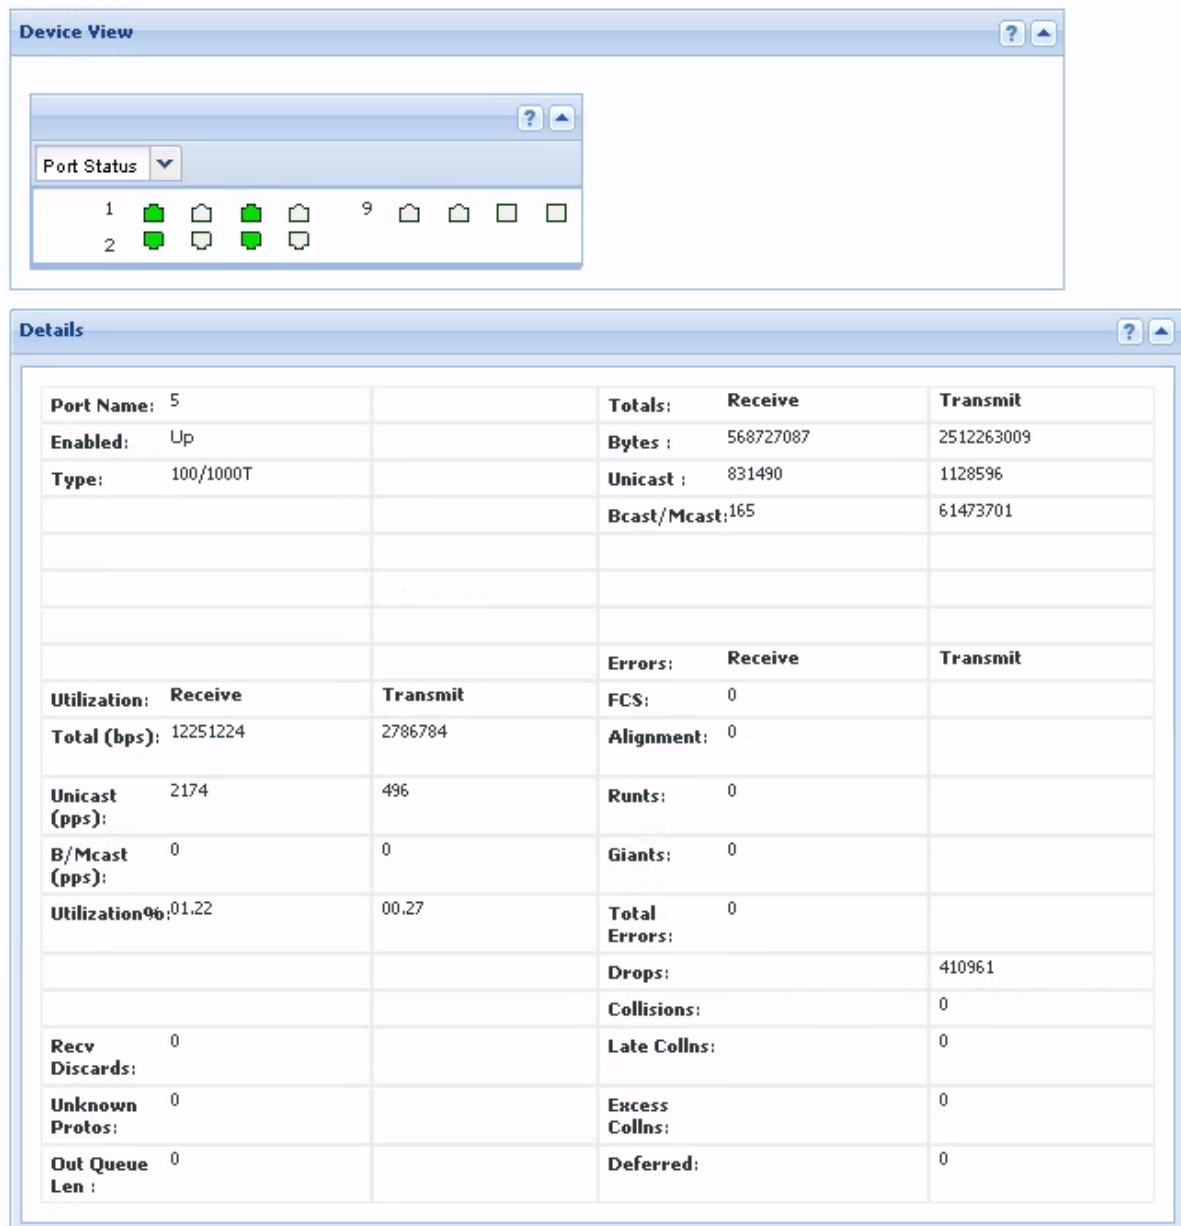 Device View
?
?
Port Status
1 9
2
Details
?
Port Name: 5 Totals: Receive Transmit
Enabled: Up Bytes : 568727087 2512263009
Type: 100/1000T Unicast : 831490 1128596
Bcast/Mcast: 165 61473701
Errors: Receive Transmit
Utilization: Receive Transmit FCS: 0
Total (bps): 12251224 2786784 Alignment: 0
Unicast 2174 496 Runts: 0
(pps):
B/Mcast 0 0 Giants: 0
(pps):
Utilization%: 01.22 00.27 Total 0
Errors:
Drops: 410961
Collisions: 0
Recv 0 Late Collns: 0
Discards:
Unknown 0 Excess 0
Protos: Collns:
Out Queue 0 Deferred: 0
Len :